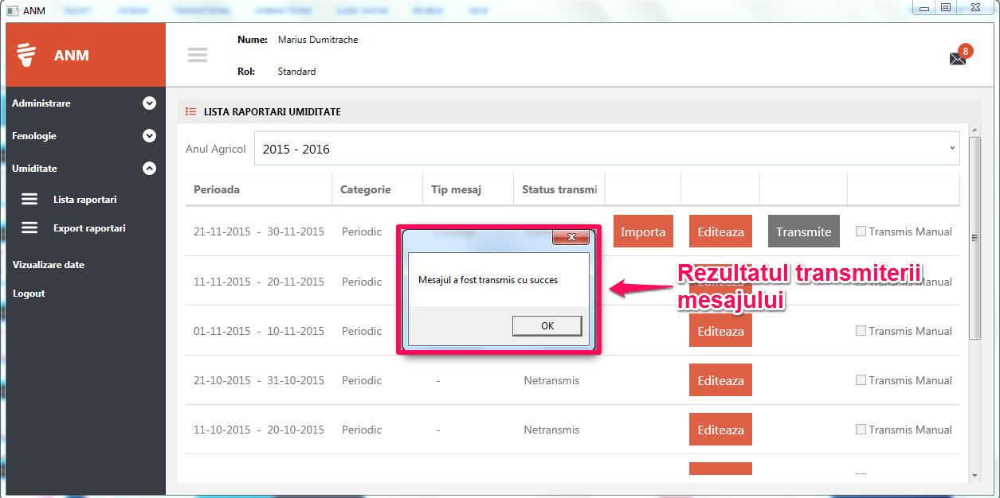 ANM
Nume: Marius Dumitrache
Rol: Standard
8
ANM
Administrare
Fenologie
Umiditate
Lista raportari
Export raportari
Vizualizare date
Logout
LISTA RAPORTARI UMIDITATE
Anul Agricol 2015 - 2016
Perioada Categorie Tip mesaj Status transmi
21-11-2015 - 30-11-2015 Periodic Importa Editeaza Transmite Transmis Manual
11-11-2015 - 20-11-2015 Periodic Editeaza Manual
01-11-2015 - 10-11-2015 Periodic Editeaza Transmis Manual
21-10-2015 - 31-10-2015 Periodic - Netransmis Editeaza Transmis Manual
11-10-2015 - 20-10-2015 Periodic - Netransmis Editeaza Transmis Manual
Mesajul a fost transmis cu succes
OK
Rezultatul transmiterii
mesajului